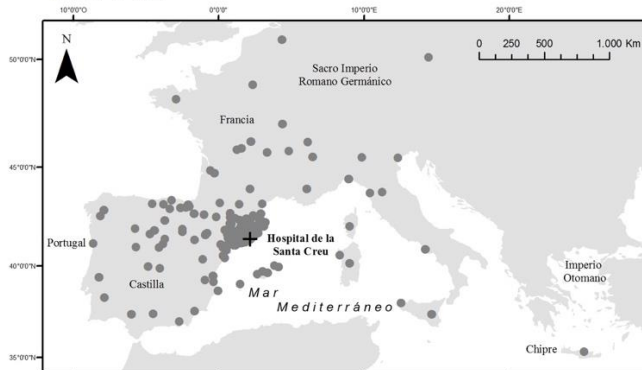 10°0'0"O
0°0'0"
10°0'0"E
20°0'0"E
50°0'0"N
45°0'0"N
40°0'0"N
35°0'0"N
N
0 250 500 1.000 Km
Sacro Imperio
Romano Germánico
Francia
Hospital de la
Santa Creu
Portugal
Castilla
Mar
Mediterráneo
Imperio
Otomano
Chipre